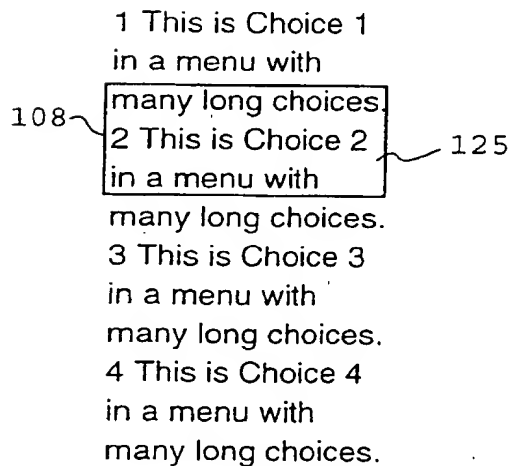 1 This is Choice 1
in a menu with
many long choices.
108
2 This is Choice 2
125
in a menu with
many long choices.
3 This is Choice 3
in a menu with
many long choices.
4 This is Choice 4
in a menu with
many long choices.